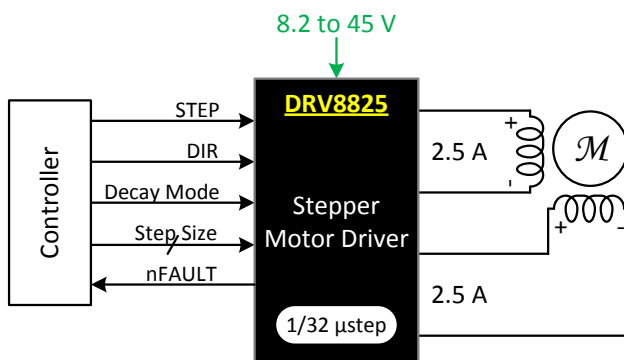 8.2 to 45 V
Controller
STEP
DIR
Decay Mode
Step Size
nFAULT
DRV8825
Stepper
Motor Driver
1/32 µstep
2.5 A
+
-
M
+ -
2.5 A